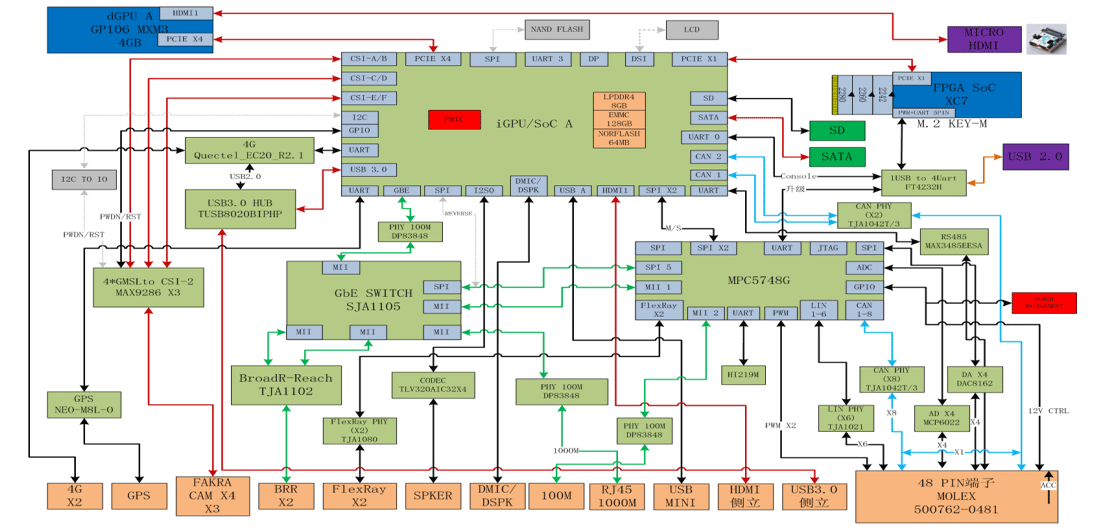 dGPU A
GP106 MXM3
4GB
HDMI1
PCIE X4
NAND FLASH
LCD
MICRO
HDMI
CSI-A/B
PCIE X4
SPI
UART 3
DP
DSI
PCIE X1
CSI-C/D
CSI-E/F
I2C
GPIO
UART
USB 3.0
PMIC
iGPU/SoC A
LPDDR4
8GB
EMMC
128GB
NORFLASH
64MB
SD
SATA
UART 0
CAN 2
CAN 1
UART
GBE
SPI
I2S0
DMIC/
DSPK
USB A
HDMI1
SPI X2
UART
2280
2260
2242
PCIE X1
FPGA SoC
XC7
PWR+UART 5PIN
M.2 KEY-M
SD
SATA
USB 2.0
4G
Quectel_EC20_R2.1
USB2.0
I2C TO IO
USB3.0 HUB
TUSB8020BIPHP
PWDN/RST
PWDN/RST
Console
升级
1USB to 4Uart
FT4232H
CAN PHY
(X2)
TJA1042T/3
RS485
MAX3485EESA
REVERSE
M/S
PHY 100M
DP83848
4*GMSLto CSI-2
MAX9286 X3
MII
GbE SWITCH
SJA1105
SPI
MII
MII
MII
MII
SPI
SPI X2
UART
JTAG
SPI
SPI 5
MII 1
MPC5748G
ADC
GPIO
FlexRay
X2
MII 2
UART
PWM
LIN
1-6
CAN
1-8
BroadR-Reach
TJA1102
CODEC
TLV320AIC32X4
PHY 100M
DP83848
HI219M
CAN PHY
(X8)
TJA1042T/3
DA X4
DAC8162
GPS
NEO-M8L-0
FlexRay PHY
(X2)
TJA1080
PHY 100M
DP83848
LIN PHY
(X6)
TJA1021
AD X4
MCP6022
X8
X4
12V CTRL
PWM X2
1000M
X6
X4
X1
4G
X2
GPS
FAKRA
CAM X4
X3
BRR
X2
FlexRay
X2
SPKER
DMIC/
DSPK
100M
RJ45
1000M
USB
MINI
HDMI
侧立
USB3.0
侧立
48 PIN端子
MOLEX
500762-0481
ACC